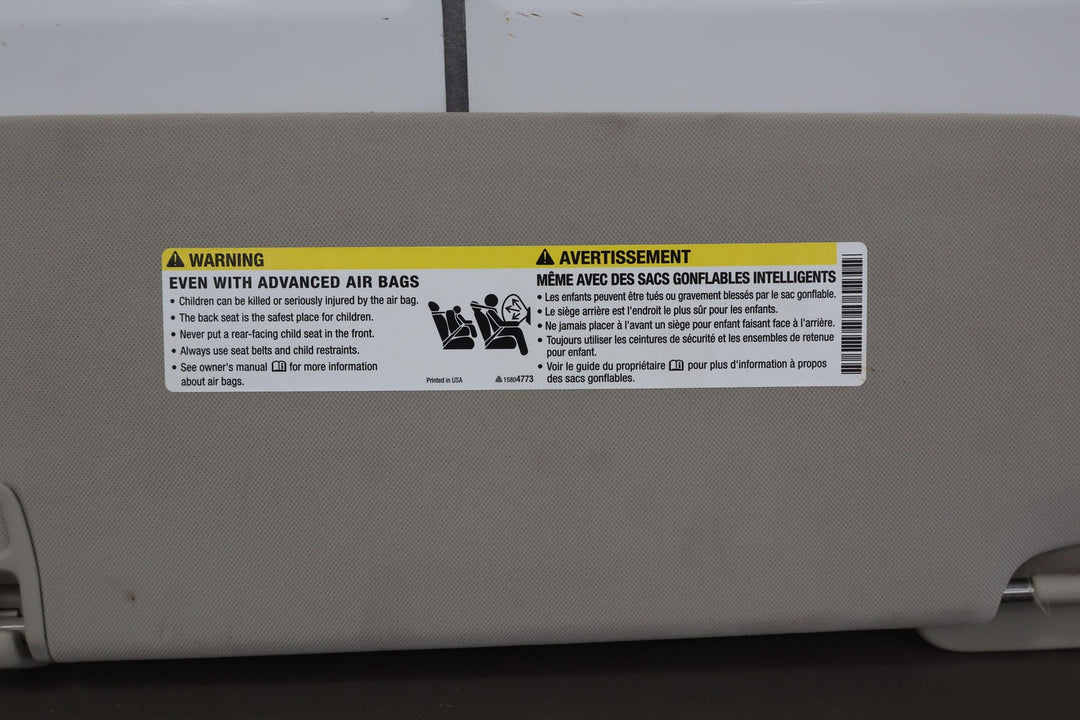 WARNING
EVEN WITH ADVANCED AIR BAGS
• Children can be killed or seriously injured by the air bag.
• The back seat is the safest place for children.
• Never put a rear-facing child seat in the front.
• Always use seat belts and child restraints.
• See owner's manual for more information
about air bags.
Printed in USA
15804773
AVERTISSEMENT
MÊME AVEC DES SACS GONFLABLES INTELLIGENTS
• Les enfants peuvent être tués ou gravement blessés par le sac gonflable.
• Le siège arrière est l'endroit le plus sûr pour les enfants.
• Ne jamais placer à l'avant un siège pour enfant faisant face à l'arrière.
• Toujours utiliser les ceintures de sécurité et les ensembles de retenue
pour enfant.
• Voir le guide du propriétaire pour plus d'information à propos
des sacs gonflables.